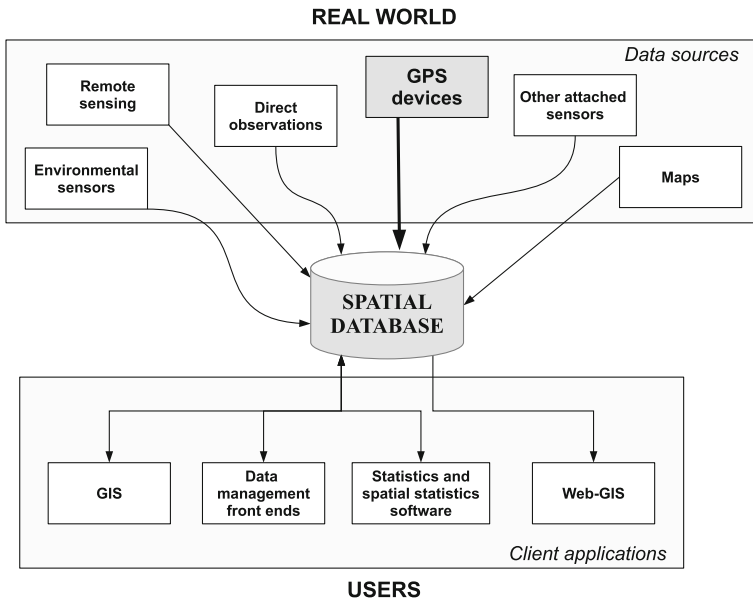 REAL WORLD
Data sources
Remote
sensing
Direct
observations
GPS
devices
Other attached
sensors
Environmental
sensors
Maps
SPATIAL
DATABASE
GIS
Data
management
front ends
Statistics and
spatial statistics
software
Web-GIS
Client applications
USERS